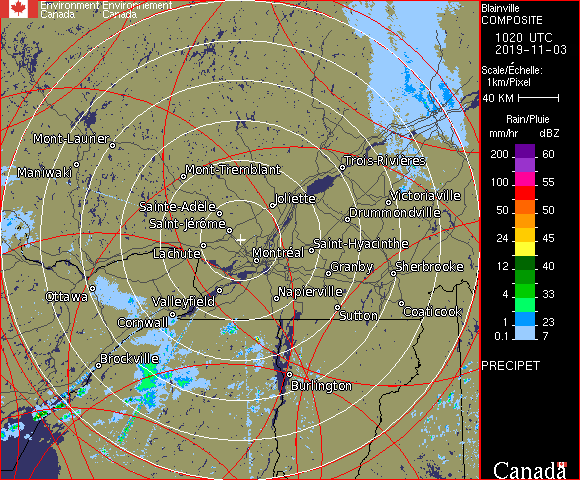 Environment Environnement
Canada Canada
Blainville
COMPOSITE
1020 UTC
2019-11-03
Scale/Échelle:
1km/Pixel
40 KM
Rain/Pluie
mm/hr dBZ
200 60
100 55
50 50
24 45
12 40
4 33
1 23
0.1 7
PRECIPET
Canada
Mont-Laurier
Maniwaki
Mont-Tremblant
Trois-Rivières
Joliette
Victoriaville
Sainte-Adèle
Drummondville
Saint-Jérôme
Saint-Hyacinthe
Lachute
Montréal
Granby
Sherbrooke
Ottawa
Valleyfield
Napierville
Coaticook
Cornwall
Sutton
Brockville
Burlington